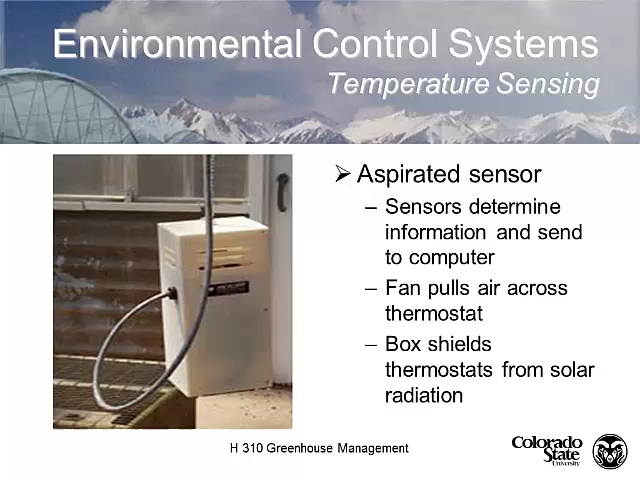 Environmental Control Systems
Temperature Sensing
➢ Aspirated sensor
– Sensors determine
information and send
to computer
– Fan pulls air across
thermostat
– Box shields
thermostats from solar
radiation
H 310 Greenhouse Management
Colorado
State
University